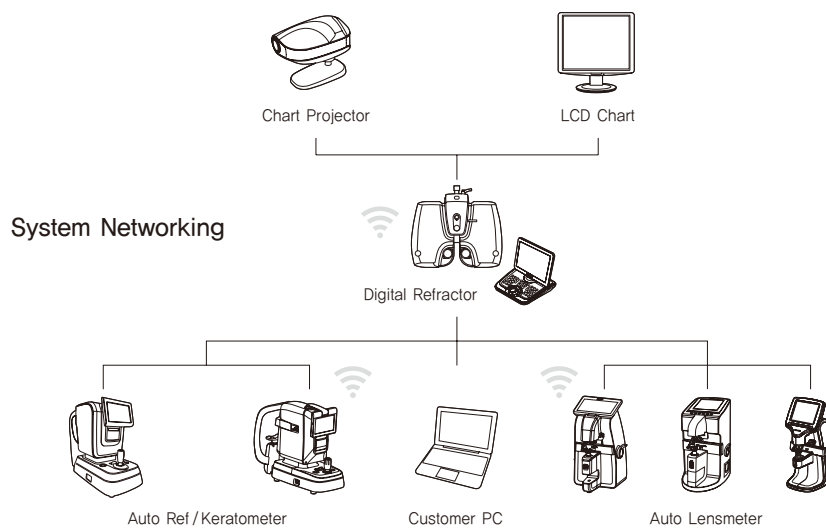 Chart Projector
LCD Chart
System Networking
Digital Refractor
Auto Ref / Keratometer
Customer PC
Auto Lensmeter